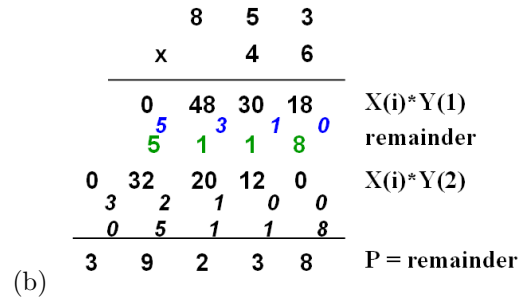 8 5 3
x 4 6
0 48 30 18 X(i)*Y(1)
5 3 1 0
5 1 1 8 remainder
0 32 20 12 0 X(i)*Y(2)
3 2 1 0 0
0 5 1 1 8
3 9 2 3 8 P = remainder
(b)